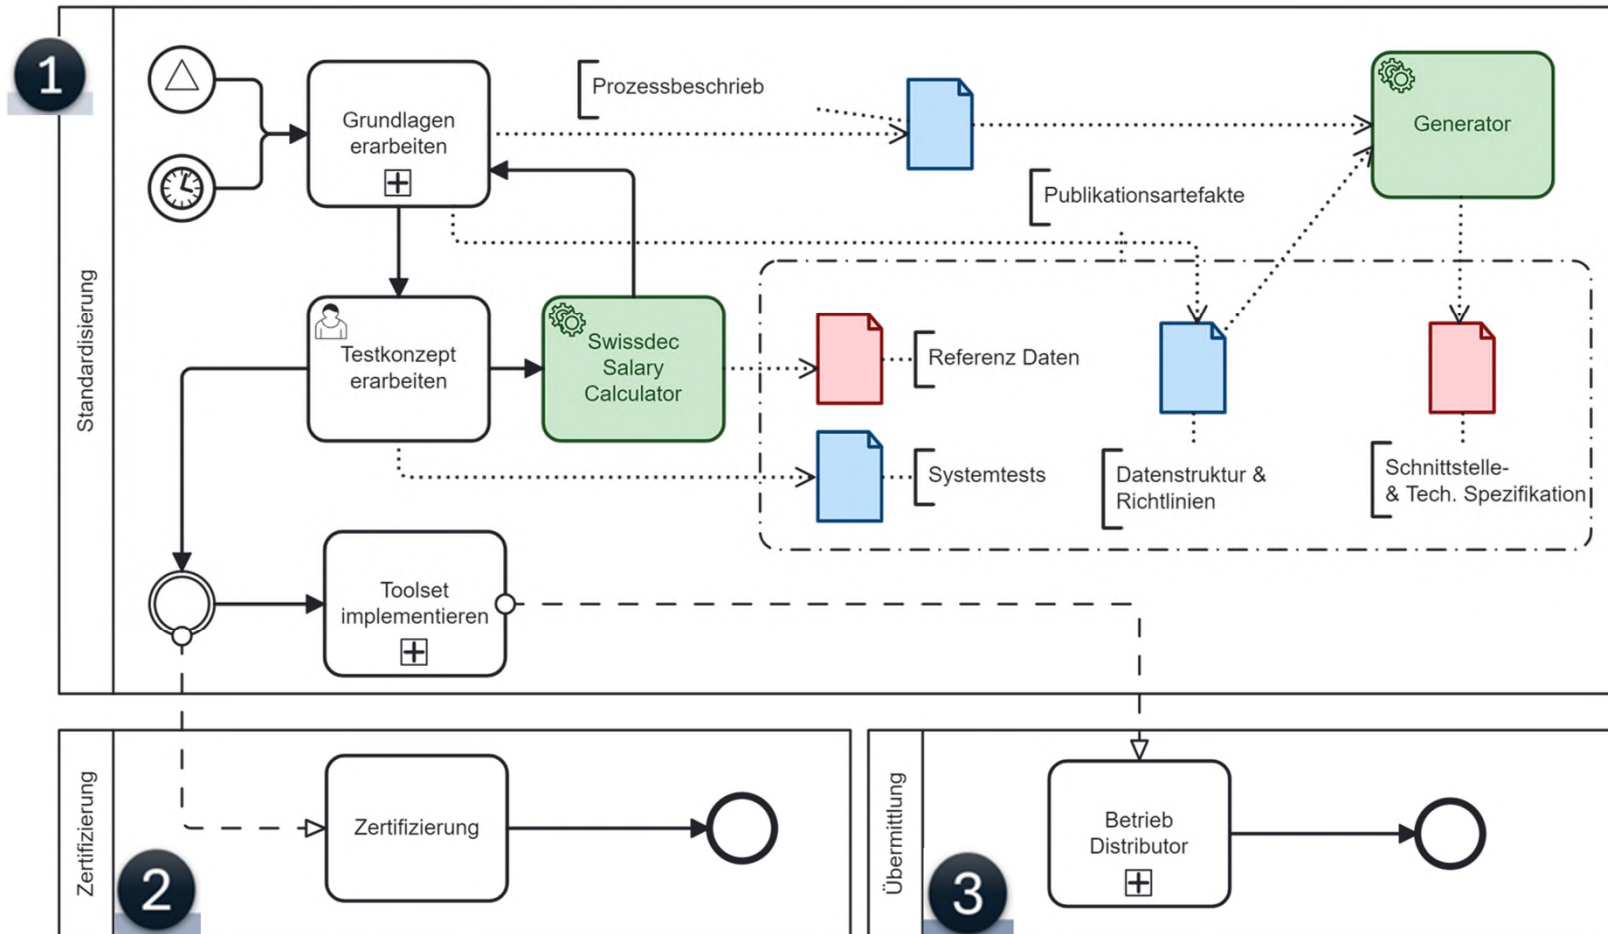 1
Standardisierung
Grundlagen
erarbeiten
Prozessbeschrieb
Generator
Publikationsartefakte
Testkonzept
erarbeiten
Swissdec
Salary
Calculator
Referenz Daten
Systemtests
Datenstruktur &
Richtlinien
Schnittstelle-
& Tech. Spezifikation
Toolset
implementieren
Zertifizierung
2
Zertifizierung
Übermittlung
3
Betrieb
Distributor